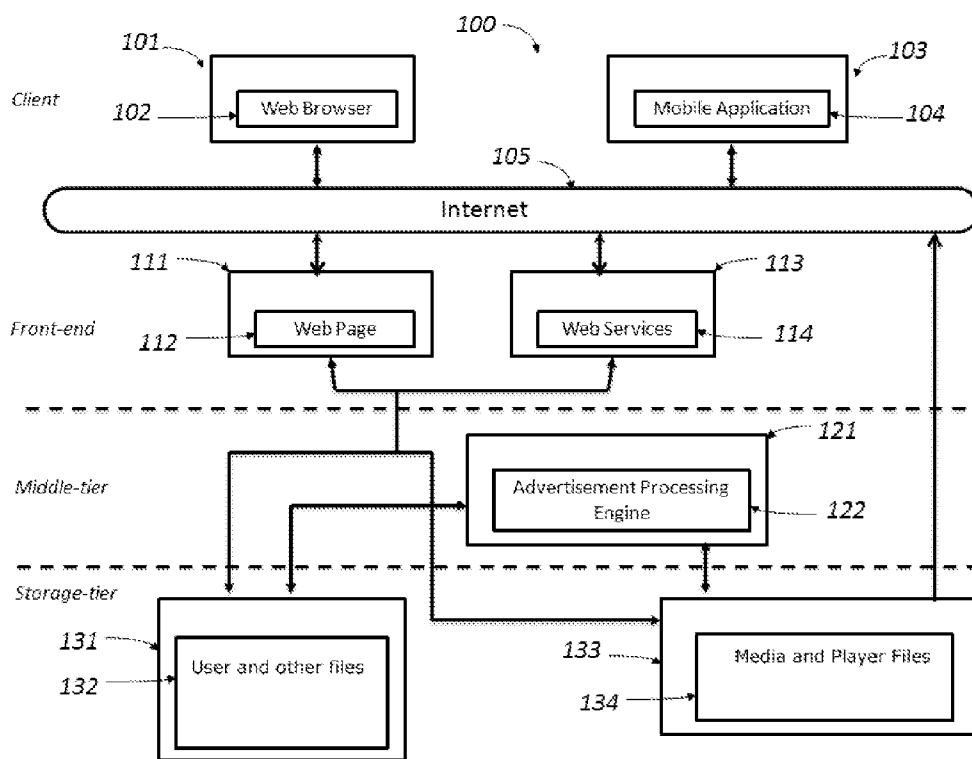 100
101
103
Client
Web Browser
Mobile Application
102
104
105
Internet
111
113
Front-end
Web Page
Web Services
112
114
121
Middle-tier
Advertisement Processing
Engine
122
Storage-tier
131
User and other files
132
133
Media and Player Files
134